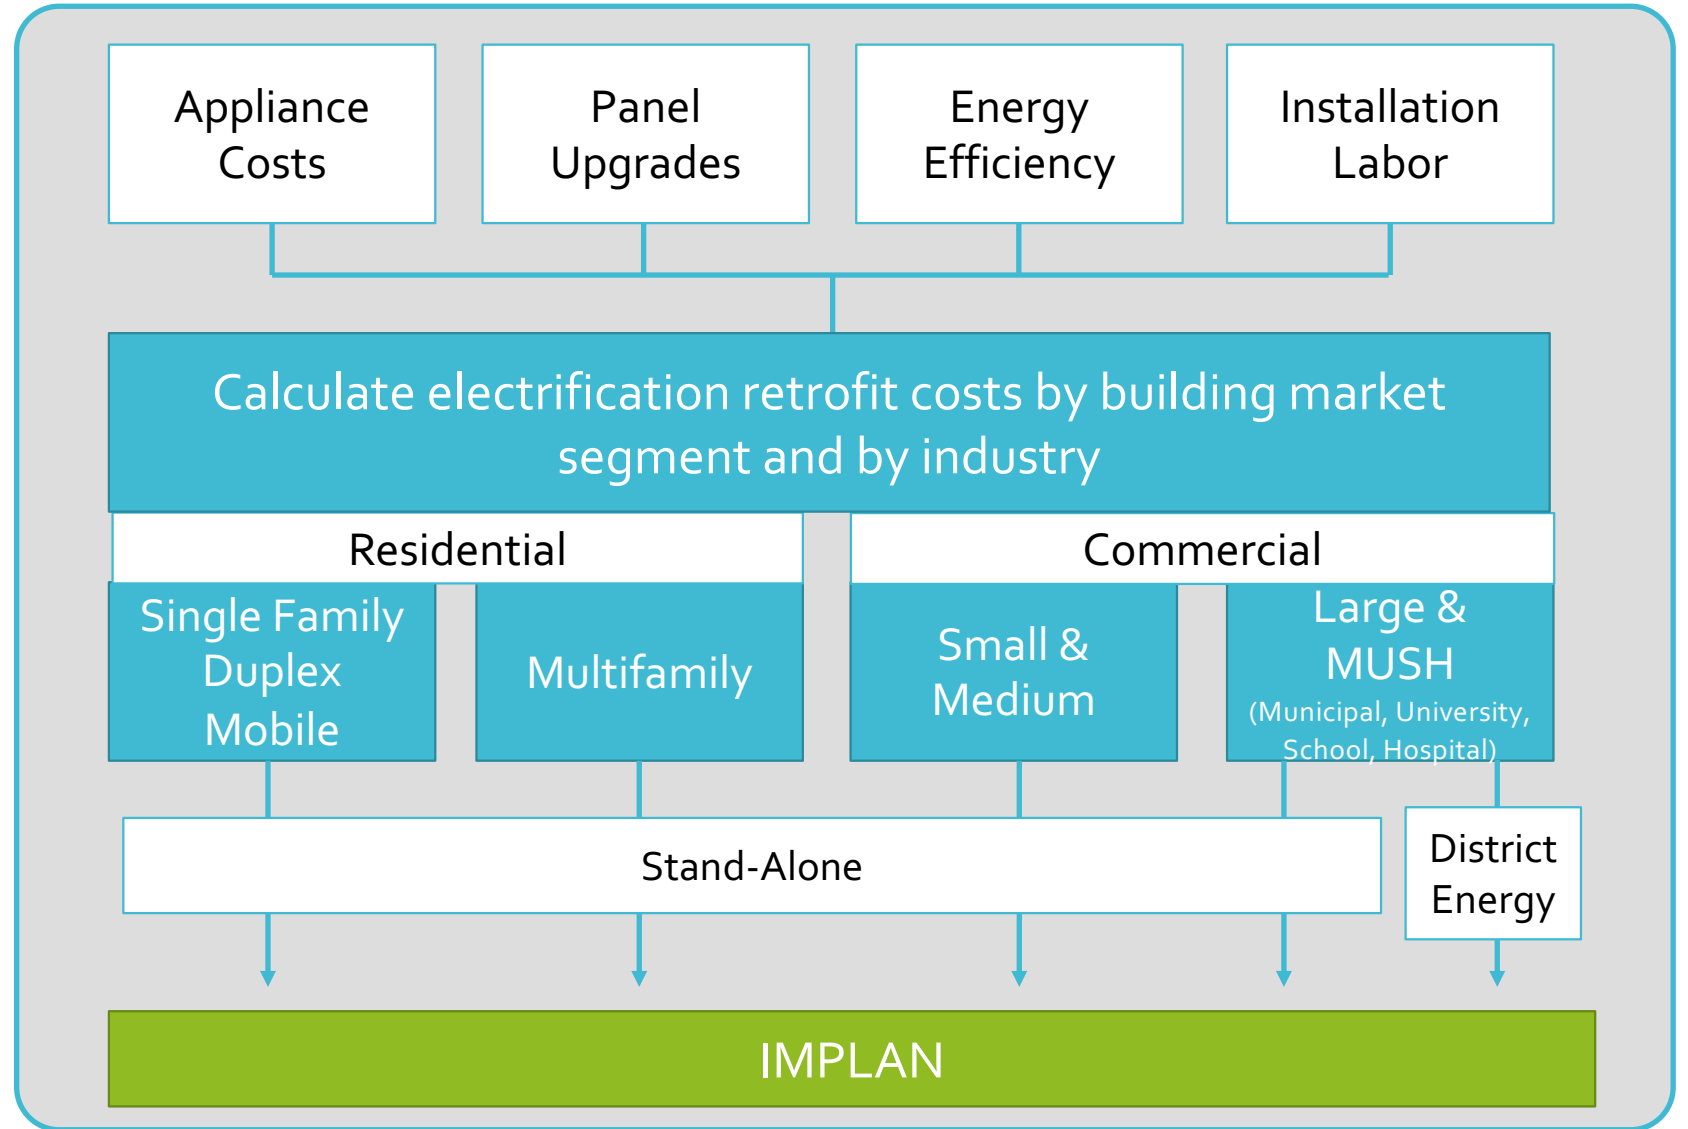 Appliance
Costs
Panel
Upgrades
Energy
Efficiency
Installation
Labor
Calculate electrification retrofit costs by building market
segment and by industry
Residential
Commercial
Single Family
Duplex
Mobile
Multifamily
Small &
Medium
Large &
MUSH
(Municipal, University,
School, Hospital)
Stand-Alone
District
Energy
IMPLAN